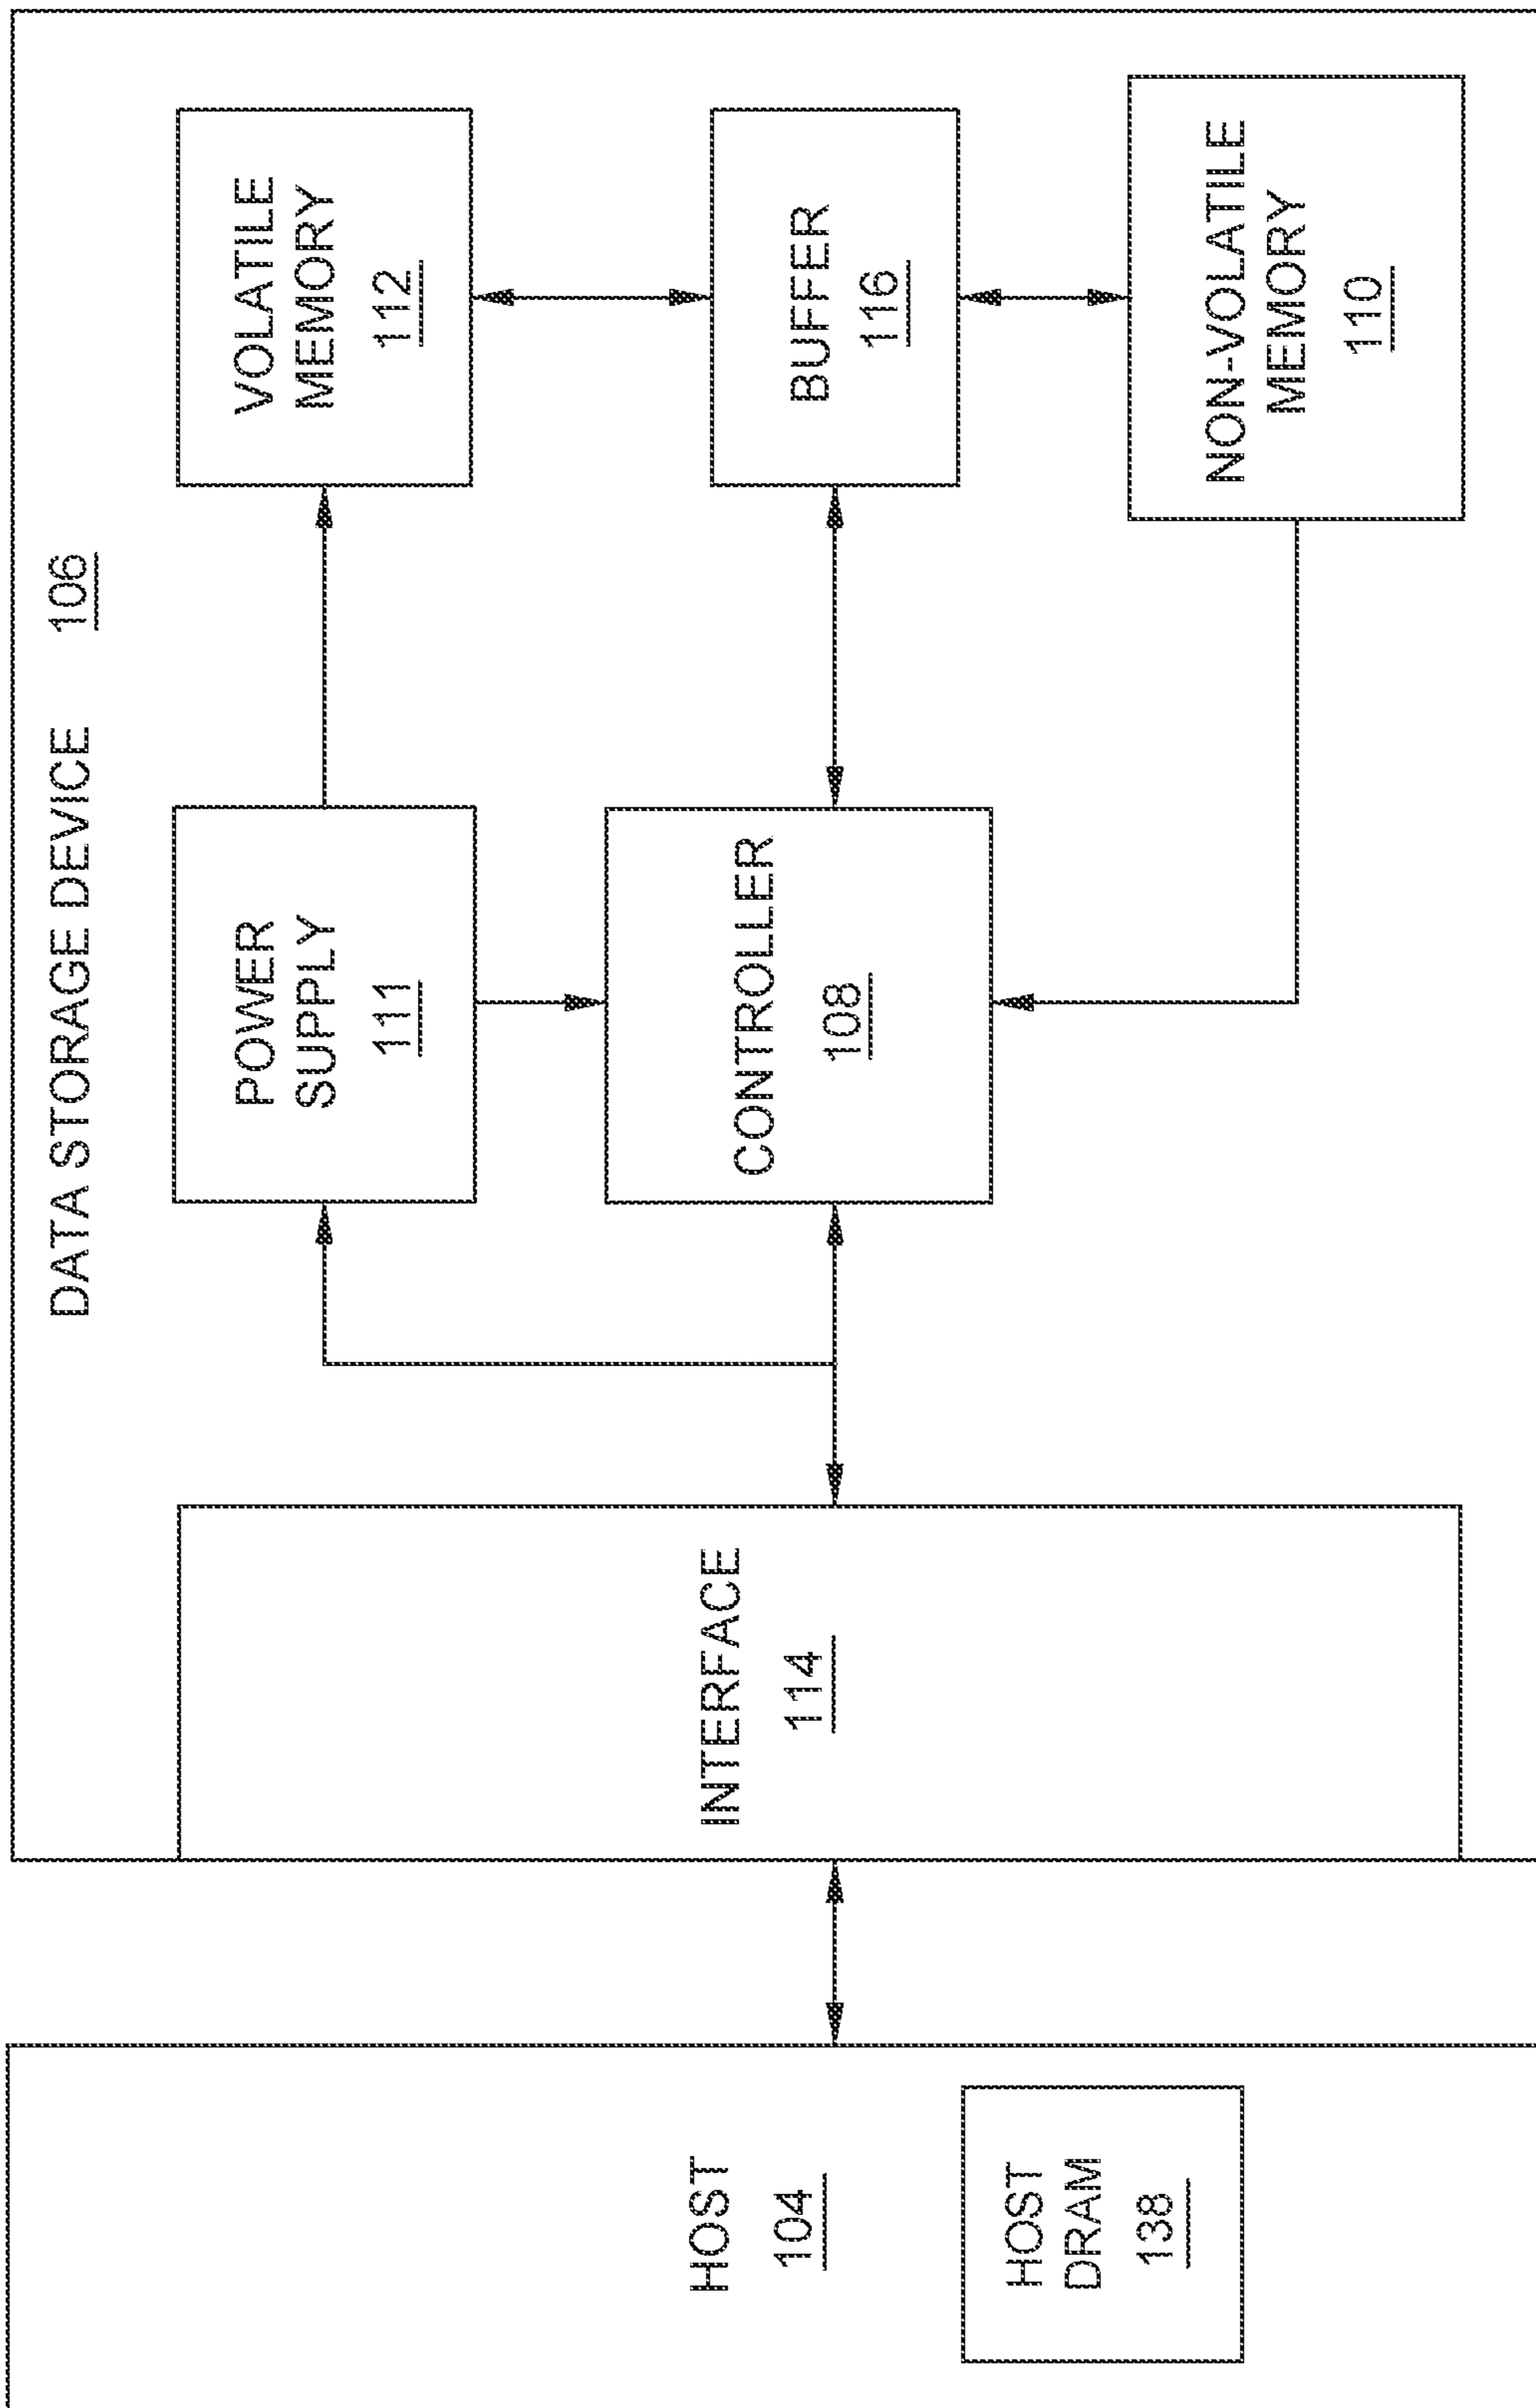 DATA STORAGE DEVICE 106
HOST
104
HOST
DRAM
138
INTERFACE
114
POWER
SUPPLY
111
CONTROLLER
108
VOLATILE
MEMORY
112
BUFFER
116
NON-VOLATILE
MEMORY
110